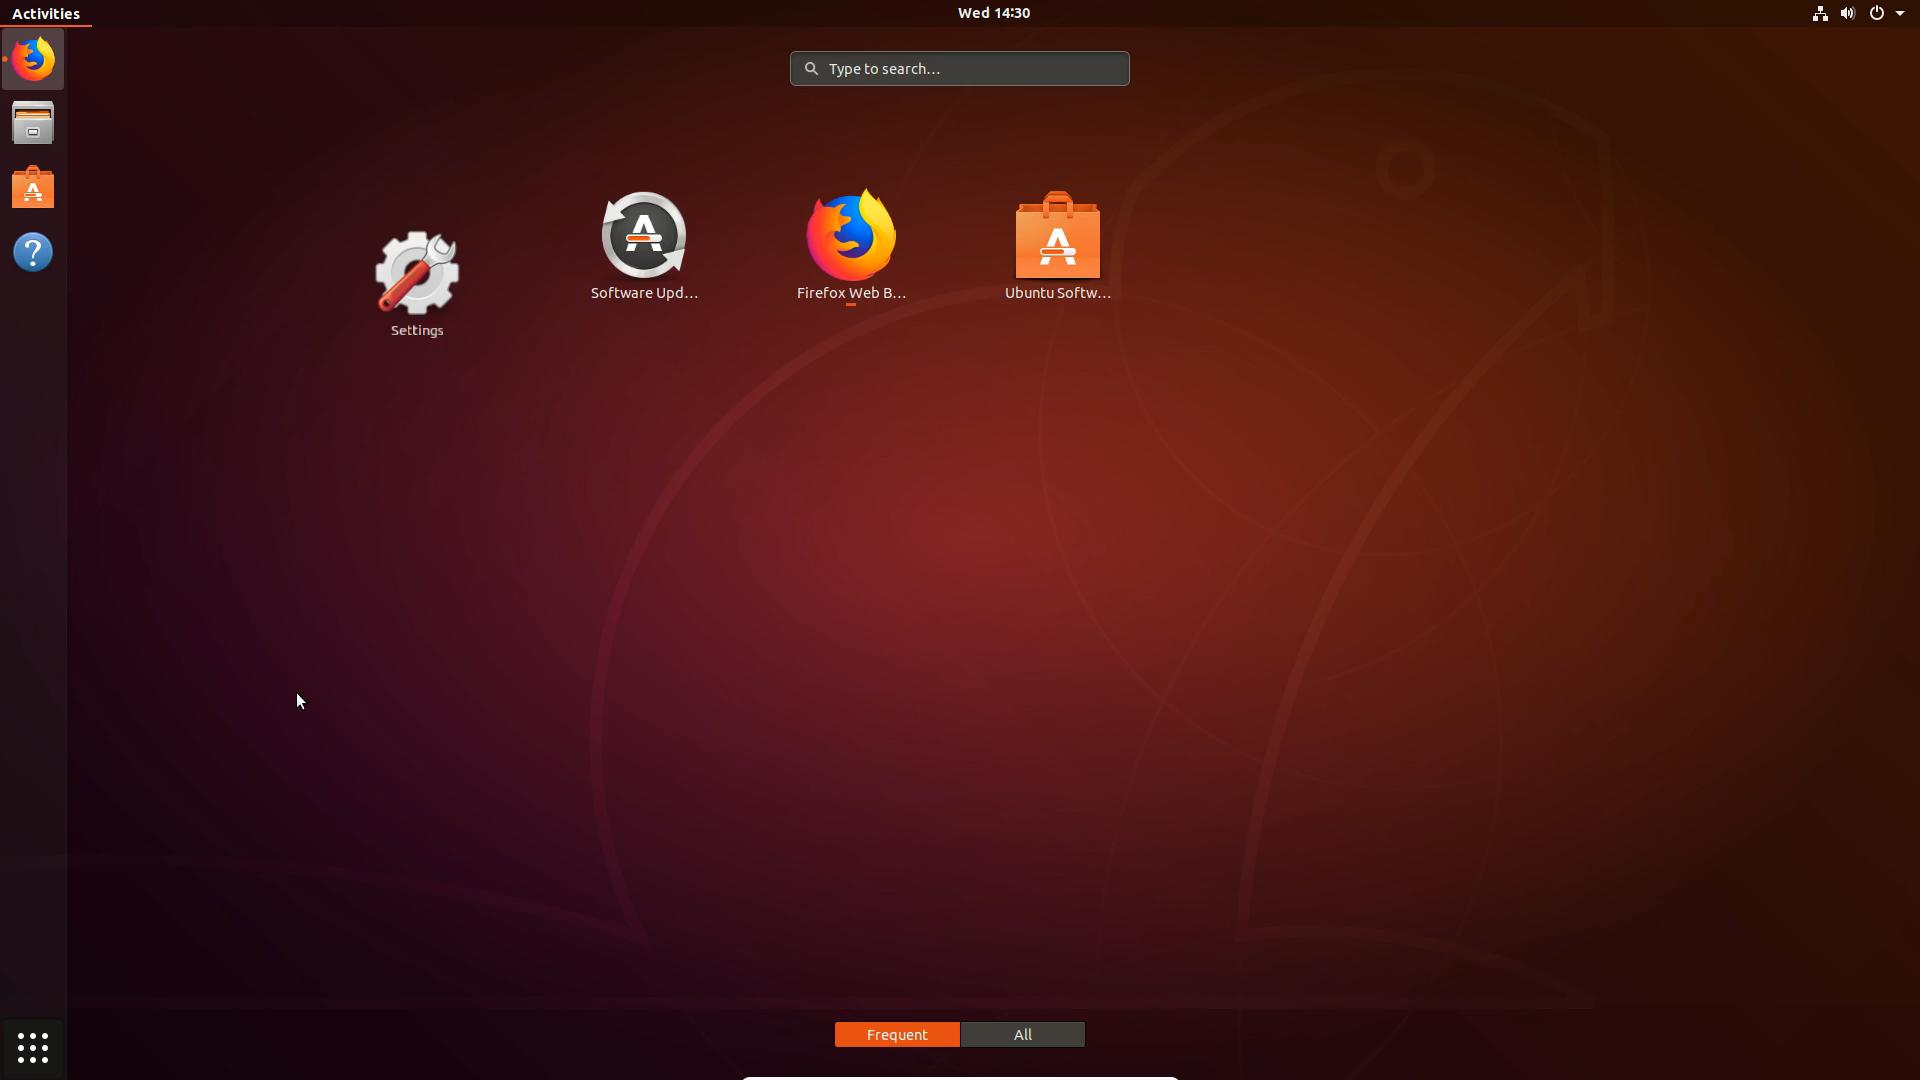 Activities
Wed 14:30
Type to search...
Software Upd...
Firefox Web B...
Ubuntu Softw...
Settings
Frequent
All